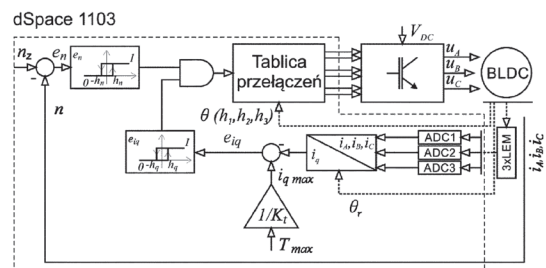 dSpace 1103
n_z
e_n
e_n
I
0 -h_n h_n
n
Tablica
przełączeń
V_DC
u_A
u_B
u_C
BLDC
θ (h_1, h_2, h_3)
e_iq
I
0 -h_q h_q
e_iq
i_q max
i_A, i_B, i_C
i_q
ADC1
ADC2
ADC3
3xLEM
i_A, i_B, i_C
θ_r
1/K_t
T_max